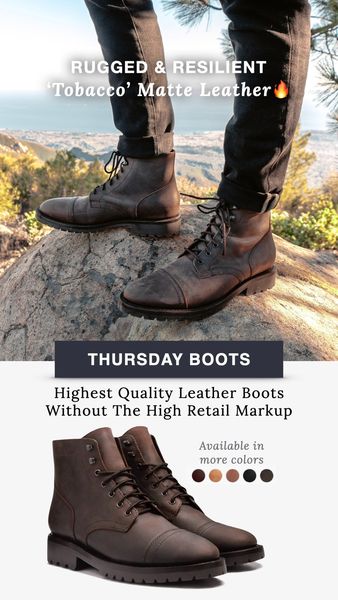 RUGGED & RESILIENT
‘Tobacco’ Matte Leather🔥
THURSDAY BOOTS
Highest Quality Leather Boots
Without The High Retail Markup
Available in
more colors